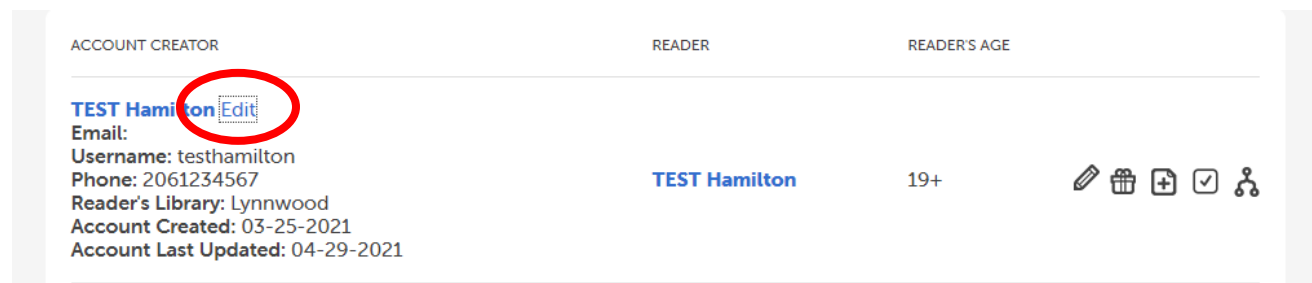 ACCOUNT CREATOR READER READER'S AGE
TEST Hamilton Edit
Email:
Username: testhamilton
Phone: 2061234567
TEST Hamilton 19+
Reader's Library: Lynnwood
Account Created: 03-25-2021
Account Last Updated: 04-29-2021